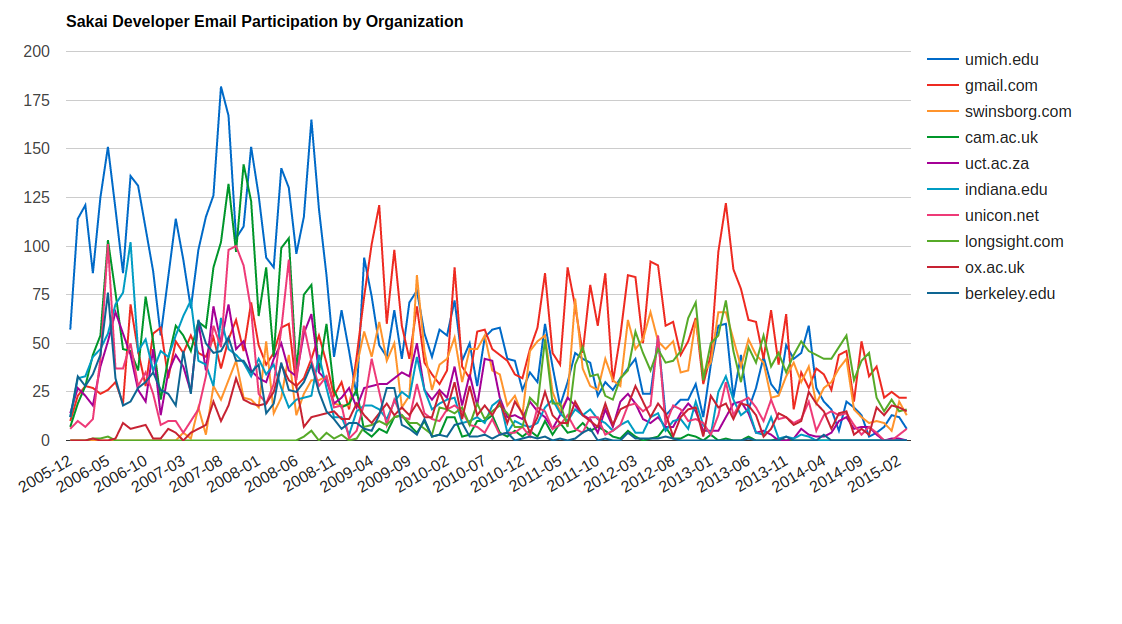 Sakai Developer Email Participation by Organization
200
175
150
125
100
75
50
25
0
2005-12
2006-05
2006-10
2007-03
2007-08
2008-01
2008-06
2008-11
2009-04
2009-09
2010-02
2010-07
2010-12
2011-05
2011-10
2012-03
2012-08
2013-01
2013-06
2013-11
2014-04
2014-09
2015-02
umich.edu
gmail.com
swinsborg.com
cam.ac.uk
uct.ac.za
indiana.edu
unicon.net
longsight.com
ox.ac.uk
berkeley.edu